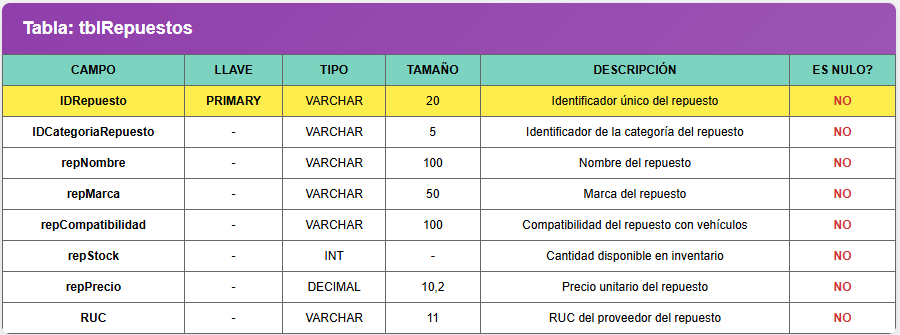 Tabla: tblRepuestos
CAMPO LLAVE TIPO TAMAÑO DESCRIPCIÓN ES NULO?
IDRepuesto PRIMARY VARCHAR 20 Identificador único del repuesto NO
IDCategoriaRepuesto - VARCHAR 5 Identificador de la categoría del repuesto NO
repNombre - VARCHAR 100 Nombre del repuesto NO
repMarca - VARCHAR 50 Marca del repuesto NO
repCompatibilidad - VARCHAR 100 Compatibilidad del repuesto con vehículos NO
repStock - INT - Cantidad disponible en inventario NO
repPrecio - DECIMAL 10,2 Precio unitario del repuesto NO
RUC - VARCHAR 11 RUC del proveedor del repuesto NO